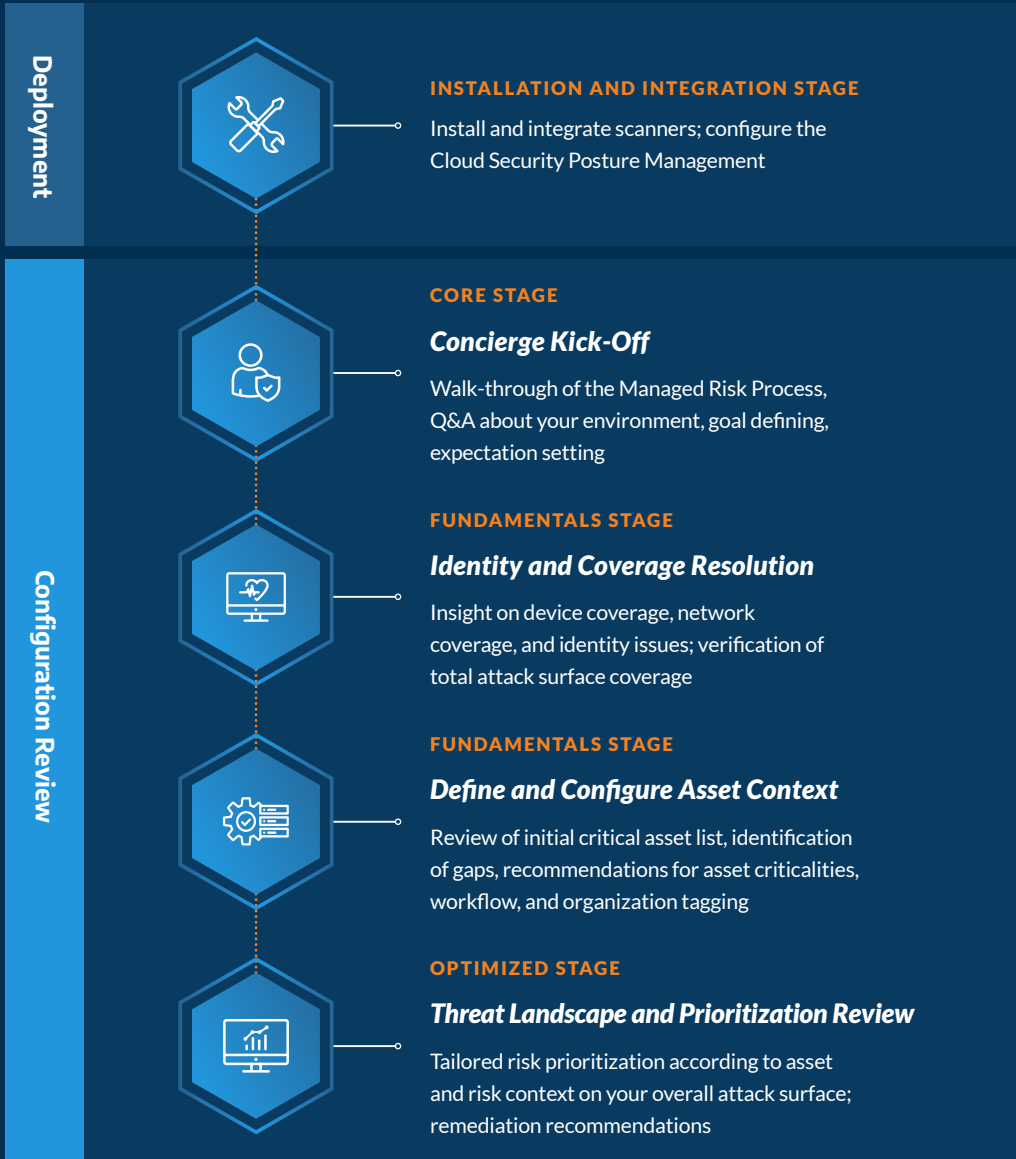 Deployment
INSTALLATION AND INTEGRATION STAGE
Install and integrate scanners; configure the
Cloud Security Posture Management
Configuration Review
CORE STAGE
Concierge Kick-Off
Walk-through of the Managed Risk Process,
Q&A about your environment, goal defining,
expectation setting
FUNDAMENTALS STAGE
Identity and Coverage Resolution
Insight on device coverage, network
coverage, and identity issues; verification of
total attack surface coverage
FUNDAMENTALS STAGE
Define and Configure Asset Context
Review of initial critical asset list, identification
of gaps, recommendations for asset criticalities,
workflow, and organization tagging
OPTIMIZED STAGE
Threat Landscape and Prioritization Review
Tailored risk prioritization according to asset
and risk context on your overall attack surface;
remediation recommendations